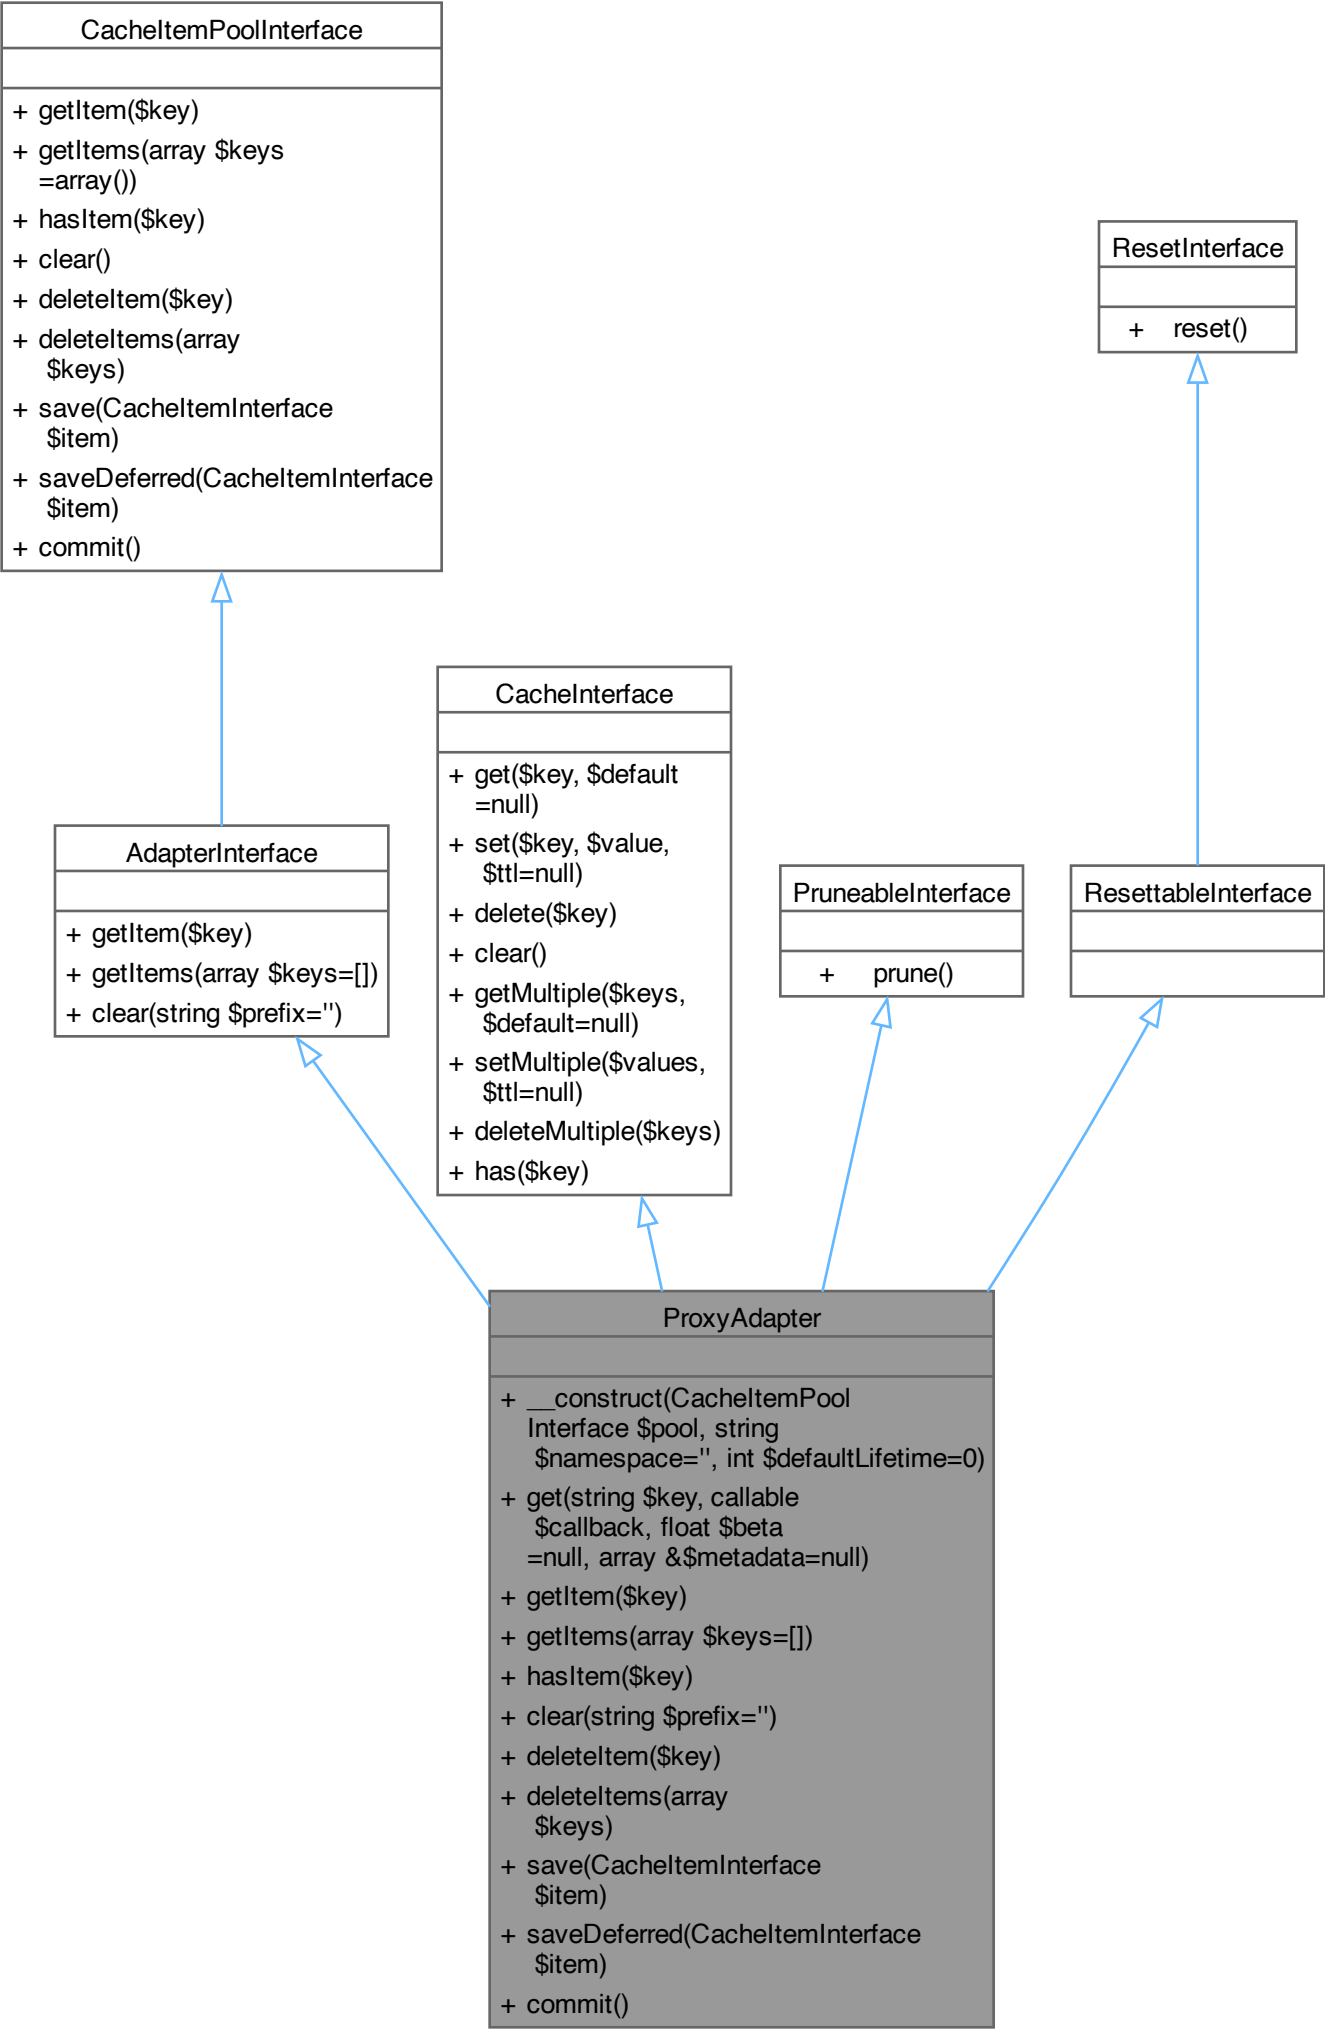 CacheItemPoolInterface
+ getItem($key)
+ getItems(array $keys
=array())
+ hasItem($key)
+ clear()
+ deleteItem($key)
+ deleteItems(array
$keys)
+ save(CacheItemInterface
$item)
+ saveDeferred(CacheItemInterface
$item)
+ commit()
ResetInterface
+ reset()
AdapterInterface
+ getItem($key)
+ getItems(array $keys=[])
+ clear(string $prefix='')
CacheInterface
+ get($key, $default
=null)
+ set($key, $value,
$ttl=null)
+ delete($key)
+ clear()
+ getMultiple($keys,
$default=null)
+ setMultiple($values,
$ttl=null)
+ deleteMultiple($keys)
+ has($key)
PruneableInterface
+ prune()
ResettableInterface
ProxyAdapter
+ __construct(CacheItemPool
Interface $pool, string
$namespace='', int $defaultLifetime=0)
+ get(string $key, callable
$callback, float $beta
=null, array &$metadata=null)
+ getItem($key)
+ getItems(array $keys=[])
+ hasItem($key)
+ clear(string $prefix='')
+ deleteItem($key)
+ deleteItems(array
$keys)
+ save(CacheItemInterface
$item)
+ saveDeferred(CacheItemInterface
$item)
+ commit()